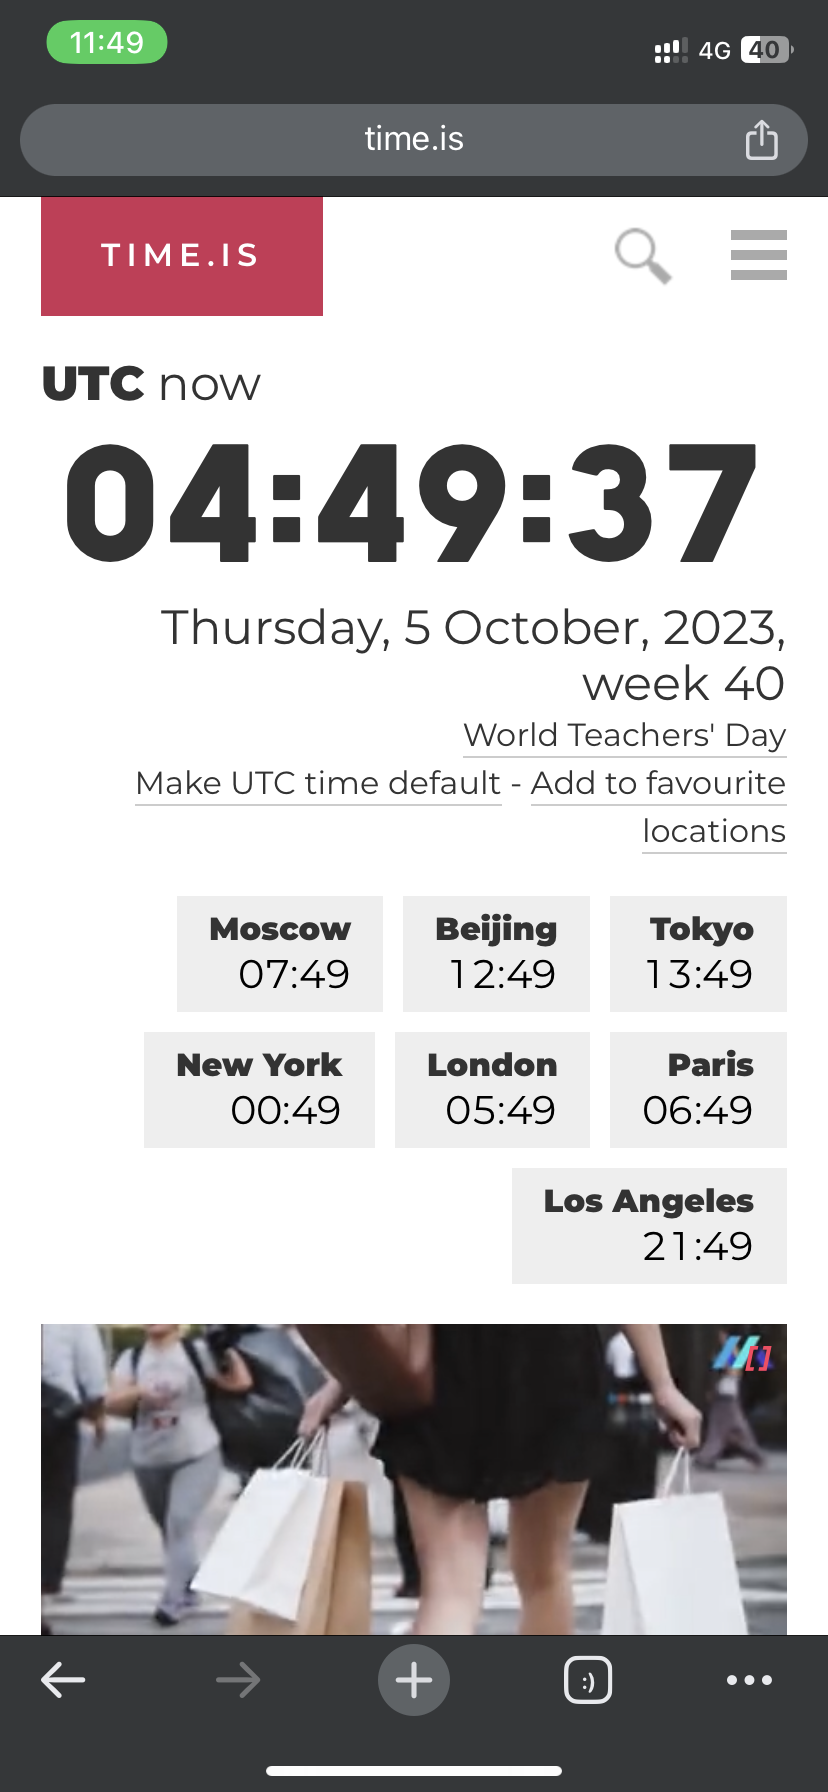 11:49
4G 40
time.is
TIME.IS
UTC now
04:49:37
Thursday, 5 October, 2023,
week 40
World Teachers' Day
Make UTC time default - Add to favourite
locations
Moscow Beijing Tokyo
07:49 12:49 13:49
New York London Paris
00:49 05:49 06:49
Los Angeles
21:49
:)